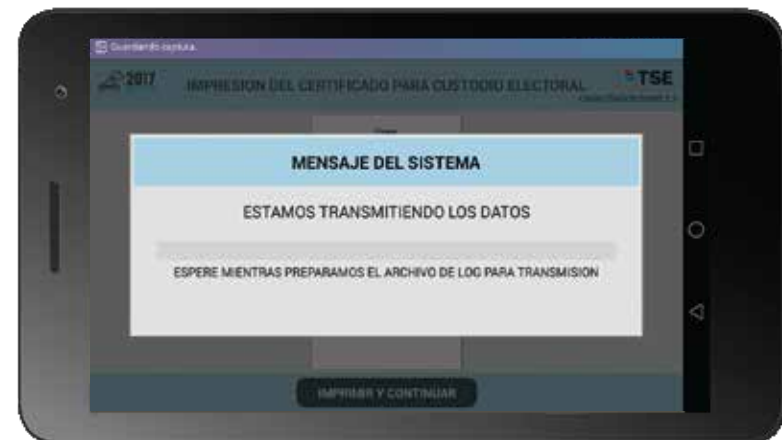 Guardando captura.
2017
IMPRESION DEL CERTIFICADO PARA CUSTODIO ELECTORAL
TSE
MENSAJE DEL SISTEMA
ESTAMOS TRANSMITIENDO LOS DATOS
ESPERE MIENTRAS PREPARAMOS EL ARCHIVO DE LOG PARA TRANSMISION
IMPRIMIR Y CONTINUAR